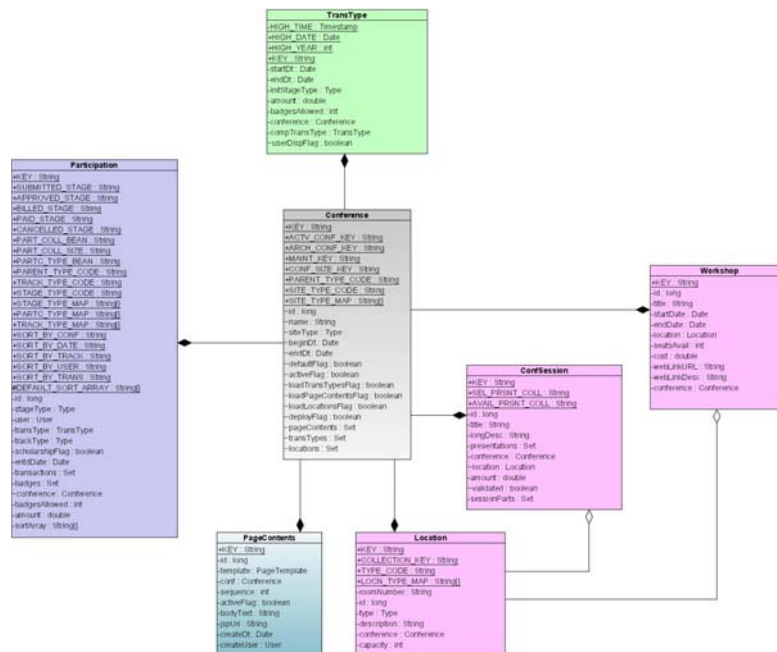 TransType
-HIGH_TIME : Timestamp
+HIGH_DATE : Date
+HIGH_YEAR : int
+KEY : String
-startDt : Date
-endDt : Date
-initStageType : Type
-amount : double
-badgesAllowed : int
-conference : Conference
-compTransType : TransType
-userDispFlag : boolean
Participation
+KEY : String
+SUBMITTED_STAGE : String
+APPROVED_STAGE : String
+BILLED_STAGE : String
+PAID_STAGE : String
+CANCELLED_STAGE : String
+PART_COLL_BEAN : String
+PART_COLL_SIZE : String
+PARTC_TYPE_BEAN : String
+PARENT_TYPE_CODE : String
+TRACK_TYPE_CODE : String
+STAGE_TYPE_CODE : String
+STAGE_TYPE_MAP : String[]
+PARTC_TYPE_MAP : String[]
+TRACK_TYPE_MAP : String[]
+SORT_BY_CONF : String
+SORT_BY_DATE : String
+SORT_BY_TRACK : String
+SORT_BY_USER : String
+SORT_BY_TRANS : String
#DEFAULT_SORT_ARRAY : String[]
-id : long
-stageType : Type
-user : User
-transType : TransType
-trackType : Type
-scholarshipFlag : boolean
-entdDate : Date
-transactions : Set
-badges : Set
-conference : Conference
-badgesAllowed : int
-amount : double
-sortArray : String[]
Conference
+KEY : String
+ACTV_CONF_KEY : String
+ARCH_CONF_KEY : String
+MAINT_KEY : String
+CONF_SIZE_KEY : String
+PARENT_TYPE_CODE : String
+SITE_TYPE_CODE : String
+SITE_TYPE_MAP : String[]
-id : long
-name : String
-siteType : Type
-beginDt : Date
-endDt : Date
-defaultFlag : boolean
-activeFlag : boolean
-loadTransTypesFlag : boolean
-loadPageContentsFlag : boolean
-loadLocationsFlag : boolean
-deployFlag : boolean
-pageContents : Set
-transTypes : Set
-locations : Set
Workshop
+KEY : String
-id : long
-title : String
-startDate : Date
-endDate : Date
-location : Location
-seatsAvail : int
-cost : double
-webLinkURL : String
-webLinkDesc : String
-conference : Conference
ConfSession
+KEY : String
+SEL_PRSNT_COLL : String
+AVAIL_PRSNT_COLL : String
-id : long
-title : String
-longDesc : String
-presentations : Set
-conference : Conference
-location : Location
-amount : double
-validated : boolean
-sessionParts : Set
PageContents
+KEY : String
-id : long
-template : PageTemplate
-conf : Conference
-sequence : int
-activeFlag : boolean
-bodyText : String
-jspUrl : String
-createDt : Date
-createUser : User
Location
+KEY : String
+COLLECTION_KEY : String
+TYPE_CODE : String
+LOCN_TYPE_MAP : String[]
-roomNumber : String
-id : long
-type : Type
-description : String
-conference : Conference
-capacity : int